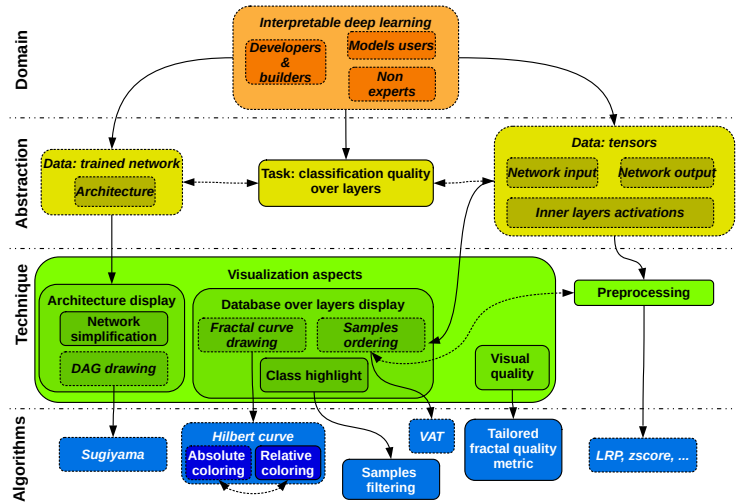 Domain
Interpretable deep learning
Developers
&
builders
Models users
Non
experts
Abstraction
Data: trained network
Architecture
Task: classification quality
over layers
Data: tensors
Network input
Network output
Inner layers activations
Technique
Visualization aspects
Architecture display
Network
simplification
DAG drawing
Database over layers display
Fractal curve
drawing
Samples
ordering
Class highlight
Visual
quality
Preprocessing
Algorithms
Sugiyama
Hilbert curve
Absolute
coloring
Relative
coloring
Samples
filtering
VAT
Tailored
fractal quality
metric
LRP, zscore, ...